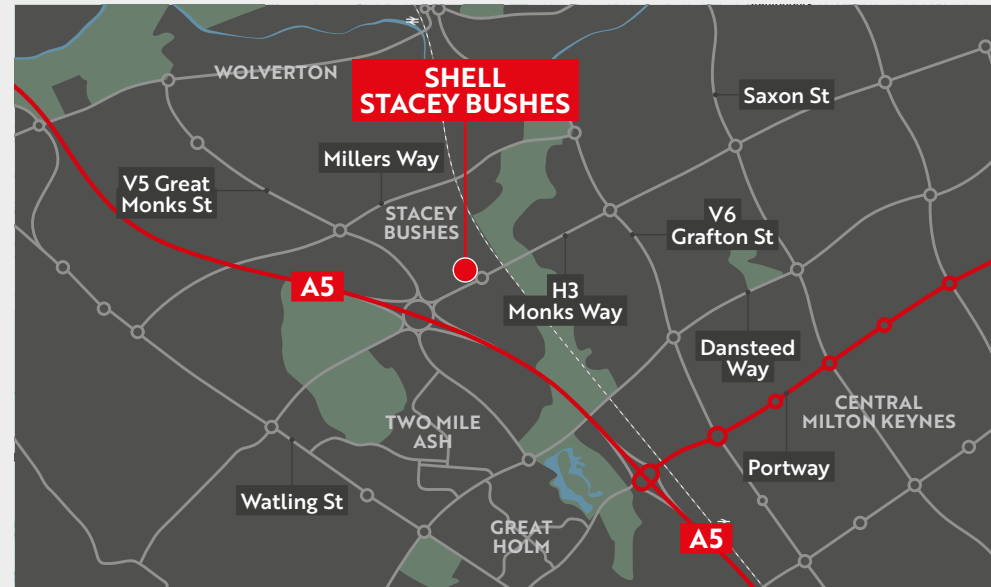 WOLVERTON
SHELL
STACEY BUSHES
Saxon St
Millers Way
V5 Great
Monks St
STACEY
BUSHES
V6
Grafton St
A5
H3
Monks Way
Dansteed
Way
CENTRAL
MILTON KEYNES
TWO MILE
ASH
Portway
Watling St
GREAT
HOLM
A5